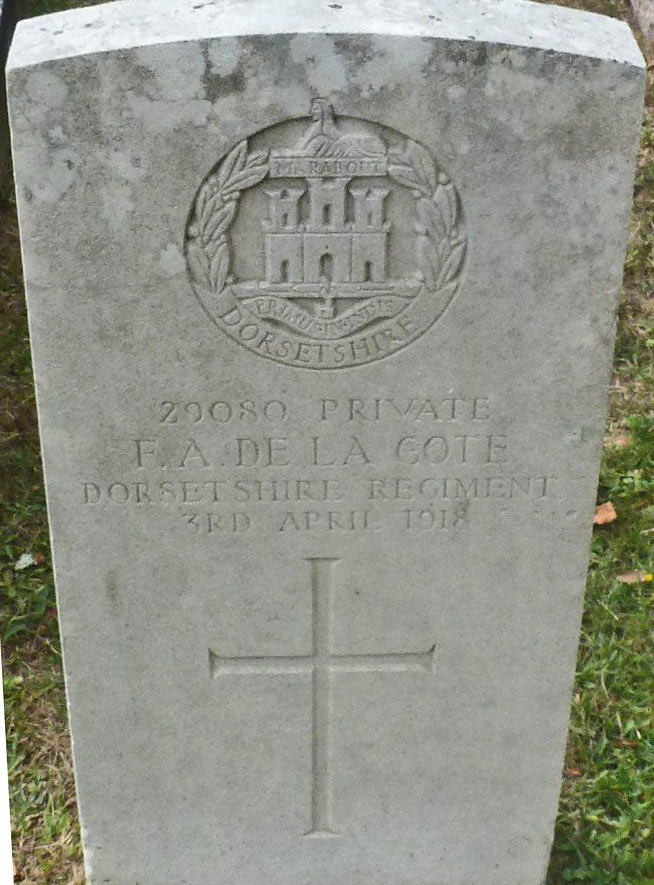 MARABOUT
PRIMUS IN INDIS
DORSETSHIRE
29080 PRIVATE
F. A. DE LA COTE
DORSETSHIRE REGIMENT
3RD APRIL 1918